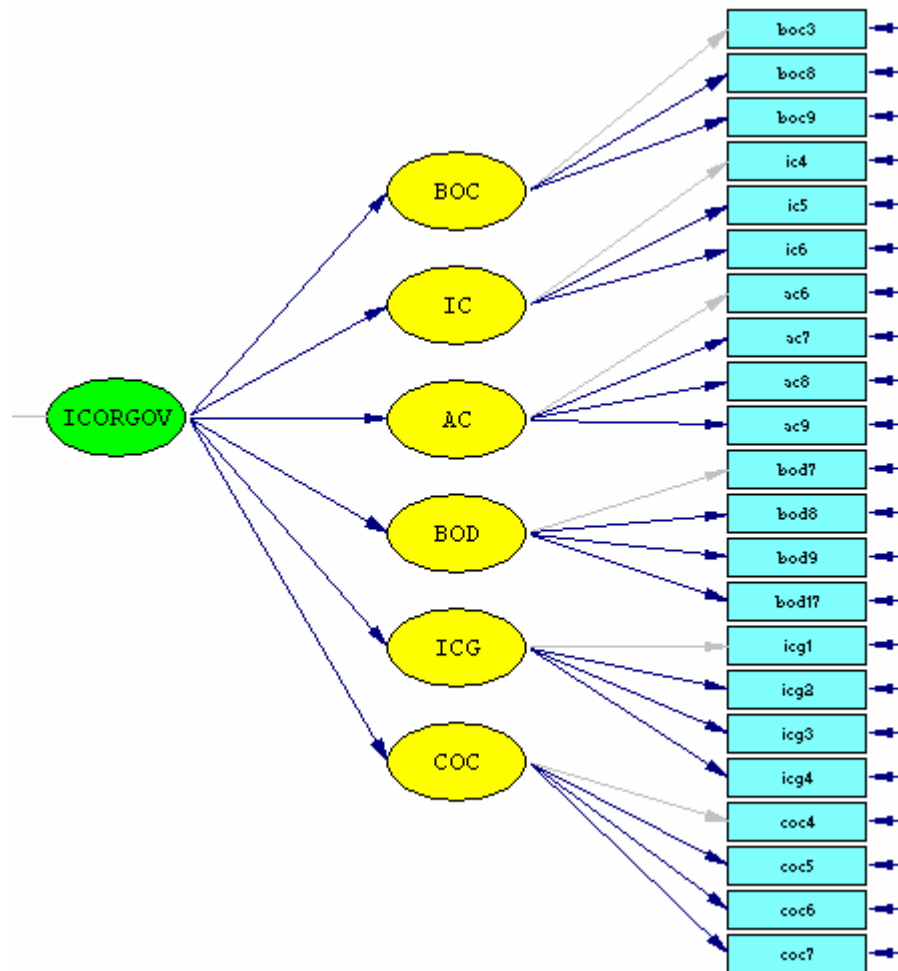 boc3
boc8
boc9
ic4
ic5
ic6
ac6
ac7
ac8
ac9
bod7
bod8
bod9
bod17
icg1
icg2
icg3
icg4
coc4
coc5
coc6
coc7
BOC
IC
AC
BOD
ICG
COC
ICORGOV